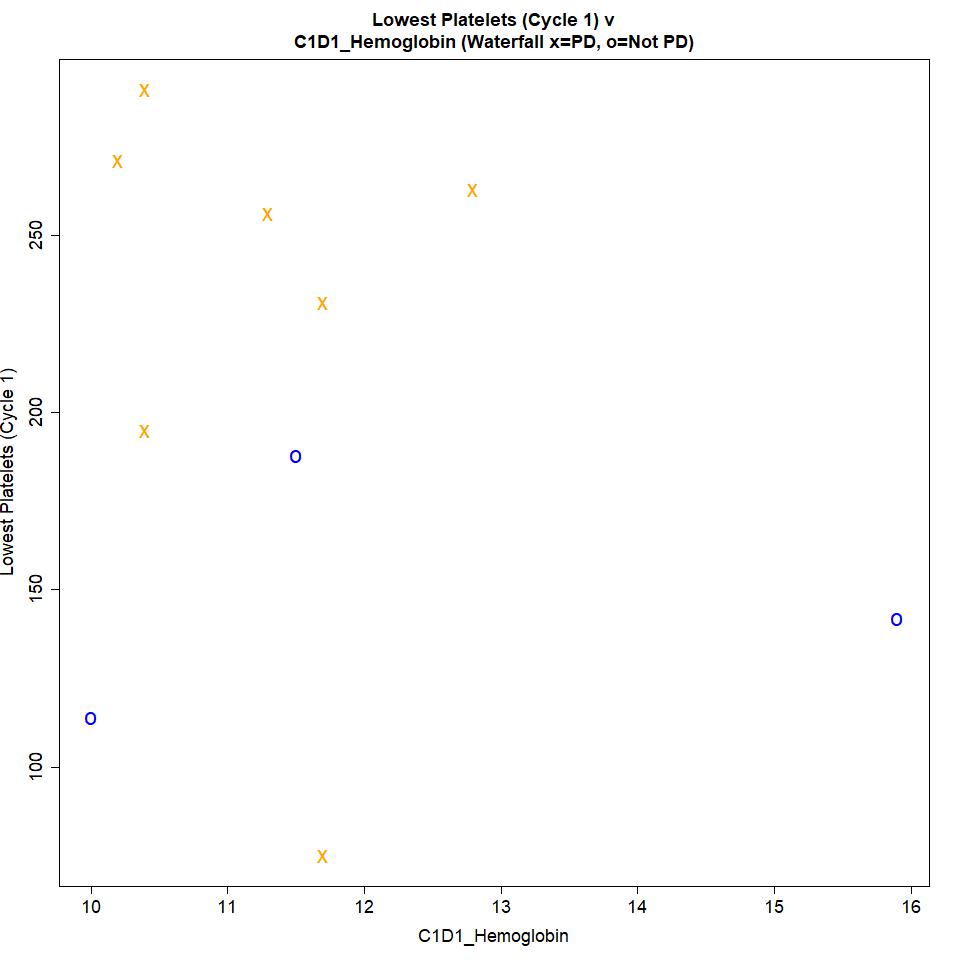 Lowest Platelets (Cycle 1) v
C1D1_Hemoglobin (Waterfall x=PD, o=Not PD)
X
X
X
X
X
X
O
O
O
X
Lowest Platelets (Cycle 1)
250
200
150
100
10 11 12 13 14 15 16
C1D1_Hemoglobin